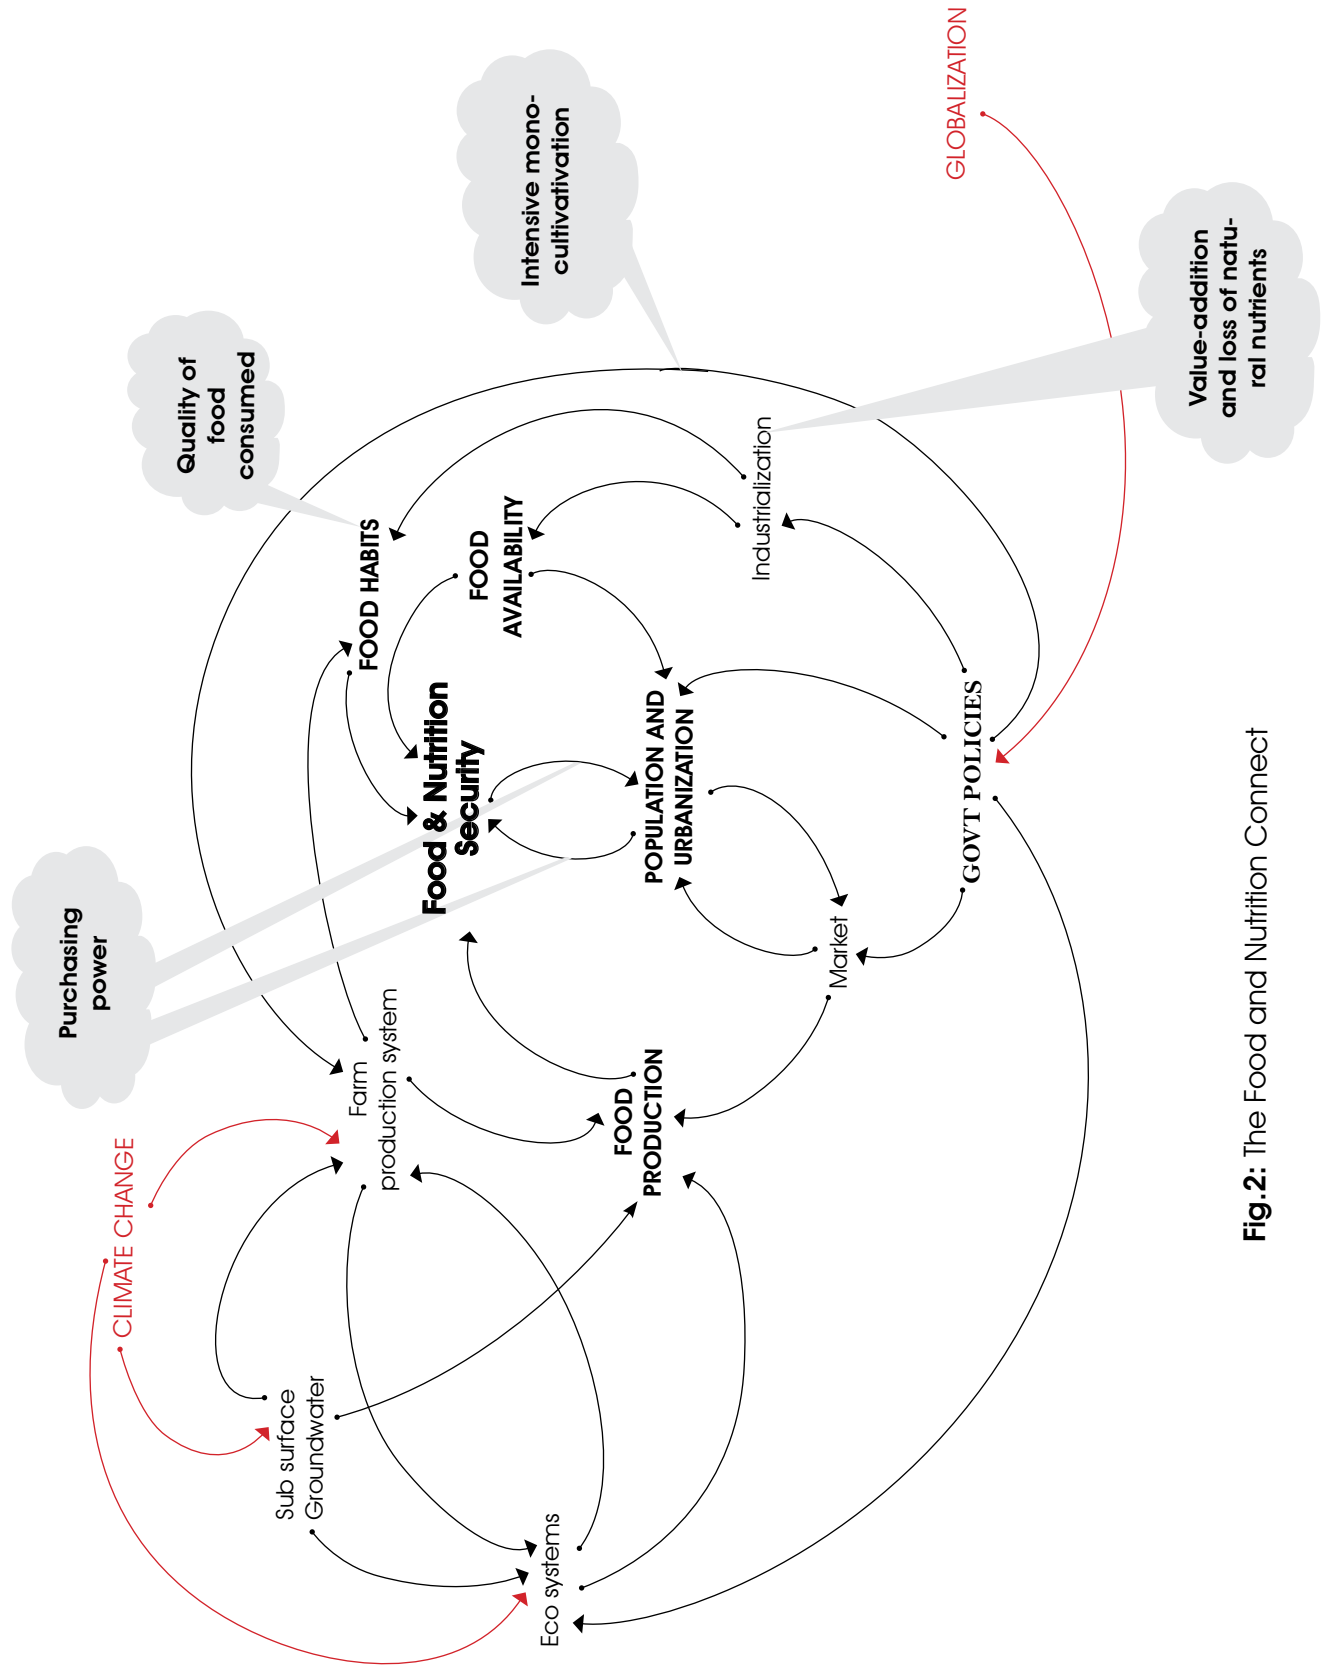 CLIMATE CHANGE
Purchasing
power
Quality of
food
consumed
Intensive mono-
cultivativation
Sub surface
Groundwater
Farm
production system
FOOD HABITS
Food & Nutrition
Security
FOOD
AVAILABILITY
Eco systems
FOOD
PRODUCTION
POPULATION AND
URBANIZATION
Industrialization
Market
GOVT POLICIES
GLOBALIZATION
Value-addition
and loss of natu-
ral nutrients
Fig.2: The Food and Nutrition Connect